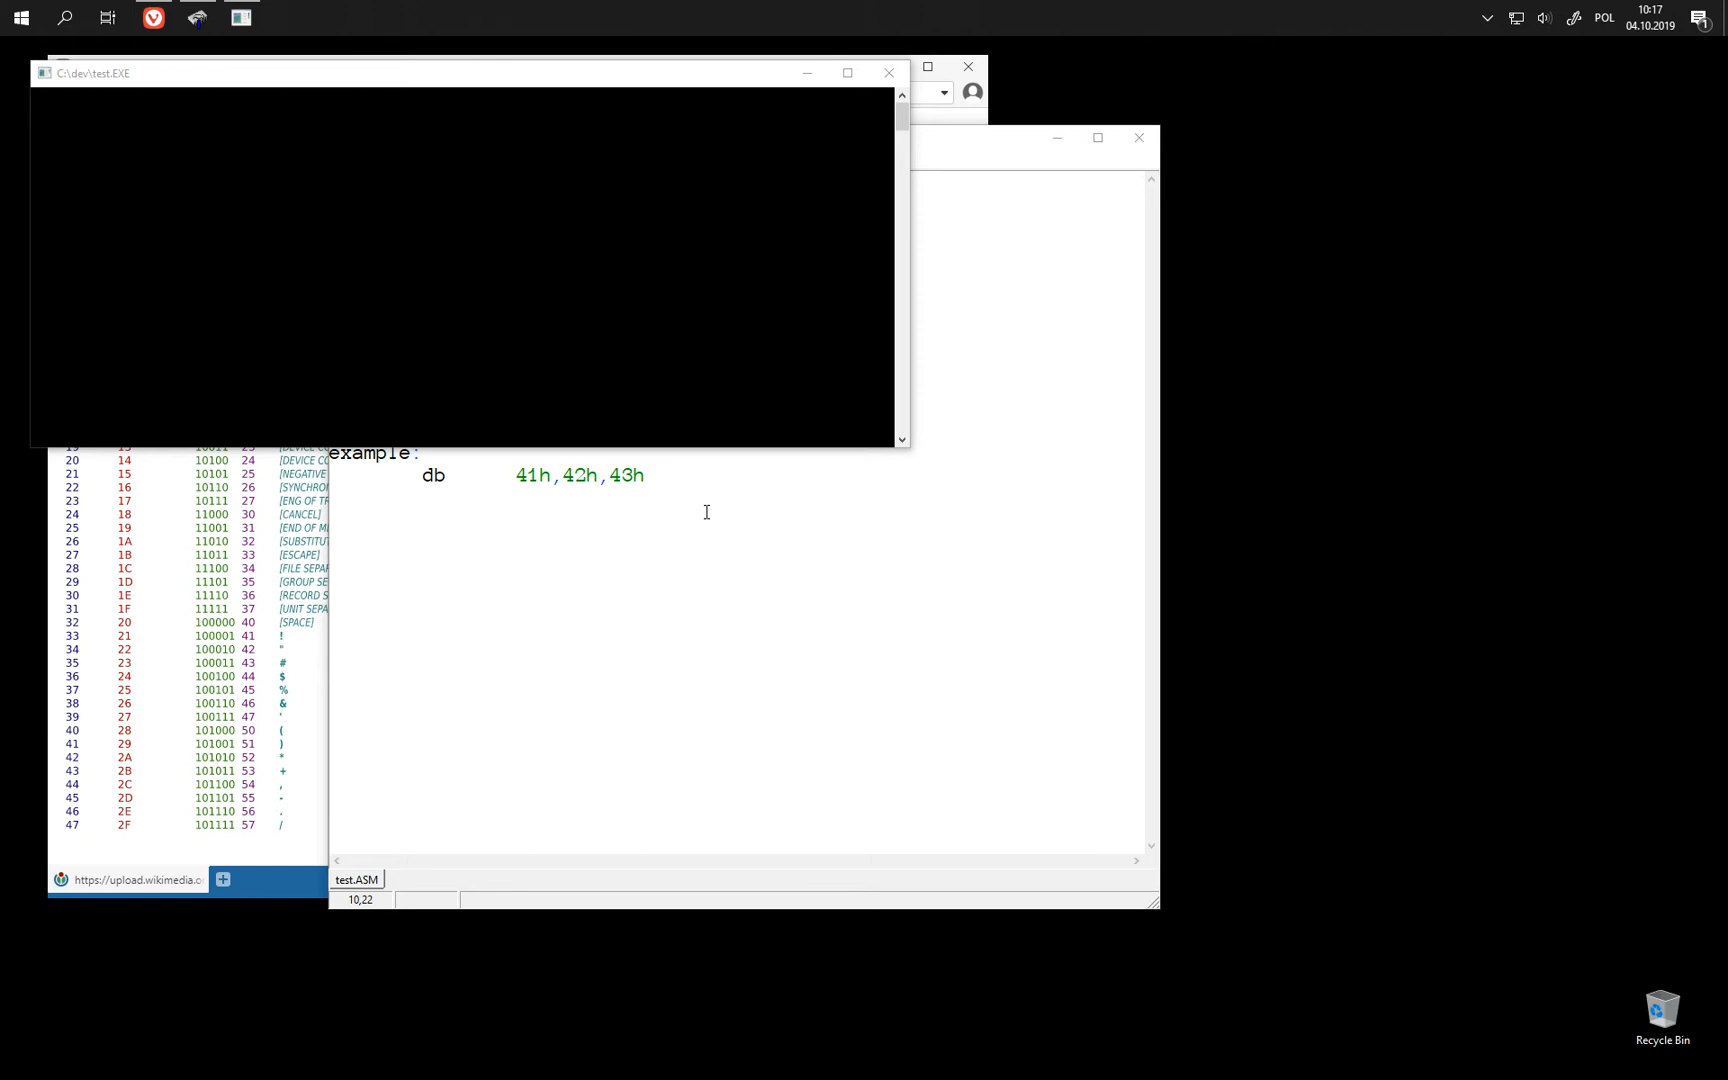 POL
10:17
04.10.2019
1
C:\dev\test.EXE
example:
db 41h,42h,43h
20 14 10100 24 [DEVICE CO
21 15 10101 25 [NEGATIVE
22 16 10110 26 [SYNCHRON
23 17 10111 27 [ENG OF TR
24 18 11000 30 [CANCEL]
25 19 11001 31 [END OF ME
26 1A 11010 32 [SUBSTITUT
27 1B 11011 33 [ESCAPE]
28 1C 11100 34 [FILE SEPAR
29 1D 11101 35 [GROUP SE
30 1E 11110 36 [RECORD S
31 1F 11111 37 [UNIT SEPA
32 20 100000 40 [SPACE]
33 21 100001 41 !
34 22 100010 42 "
35 23 100011 43 #
36 24 100100 44 $
37 25 100101 45 %
38 26 100110 46 &
39 27 100111 47 '
40 28 101000 50 (
41 29 101001 51 )
42 2A 101010 52 *
43 2B 101011 53 +
44 2C 101100 54 ,
45 2D 101101 55 -
46 2E 101110 56 .
47 2F 101111 57 /
https://upload.wikimedia.o
test.ASM
10,22
Recycle Bin